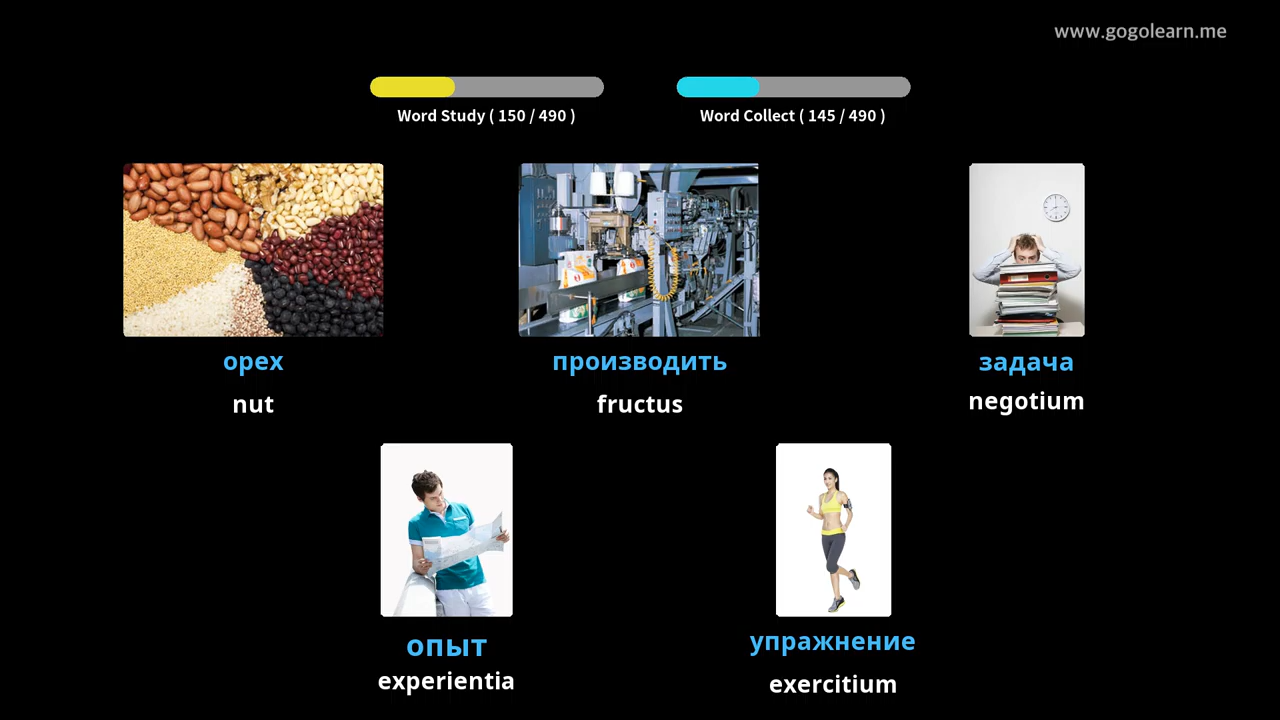 www.gogolearn.me
Word Study ( 150 / 490 )
Word Collect ( 145 / 490 )
орех
производить
задача
nut
fructus
negotium
опыт
упражнение
experientia
exercitium